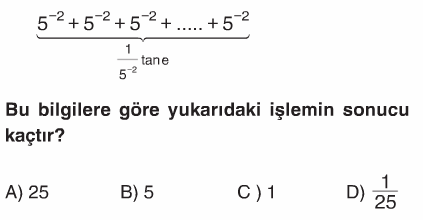 5⁻² + 5⁻² + 5⁻² + ..... + 5⁻²
1/5⁻² tane
Bu bilgilere göre yukarıdaki işlemin sonucu
kaçtır?
A) 25 B) 5 C ) 1 D) 1/25